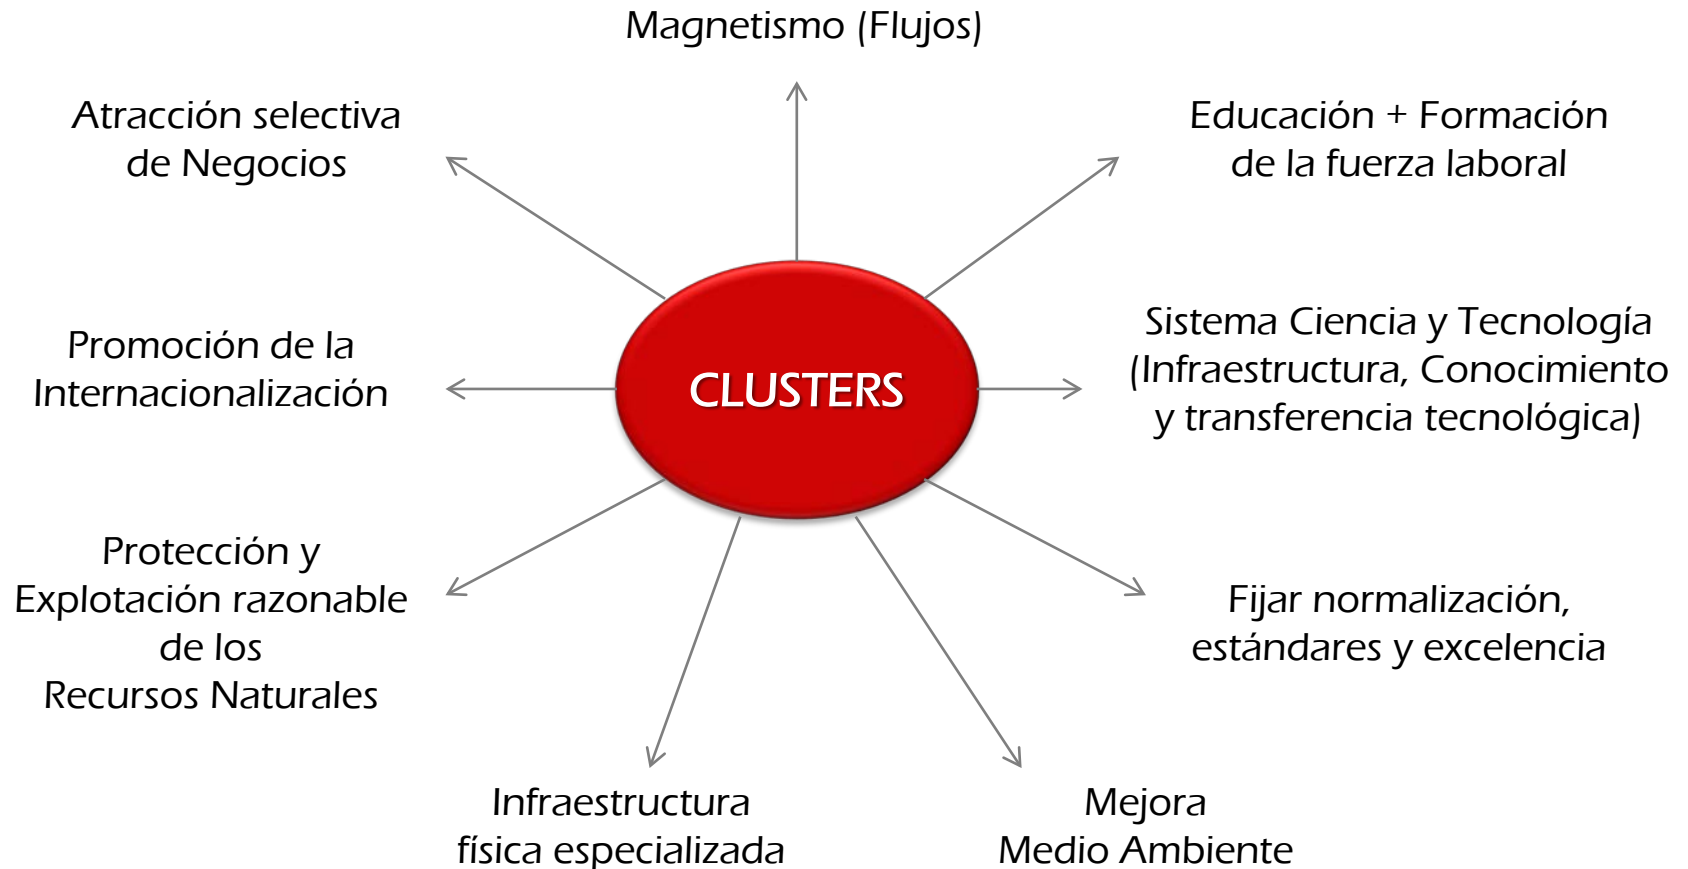 Magnetismo (Flujos)
Atracción selectiva
de Negocios
Educación + Formación
de la fuerza laboral
Promoción de la
Internacionalización
CLUSTERS
Sistema Ciencia y Tecnología
(Infraestructura, Conocimiento
y transferencia tecnológica)
Protección y
Explotación razonable
de los
Recursos Naturales
Fijar normalización,
estándares y excelencia
Infraestructura
física especializada
Mejora
Medio Ambiente